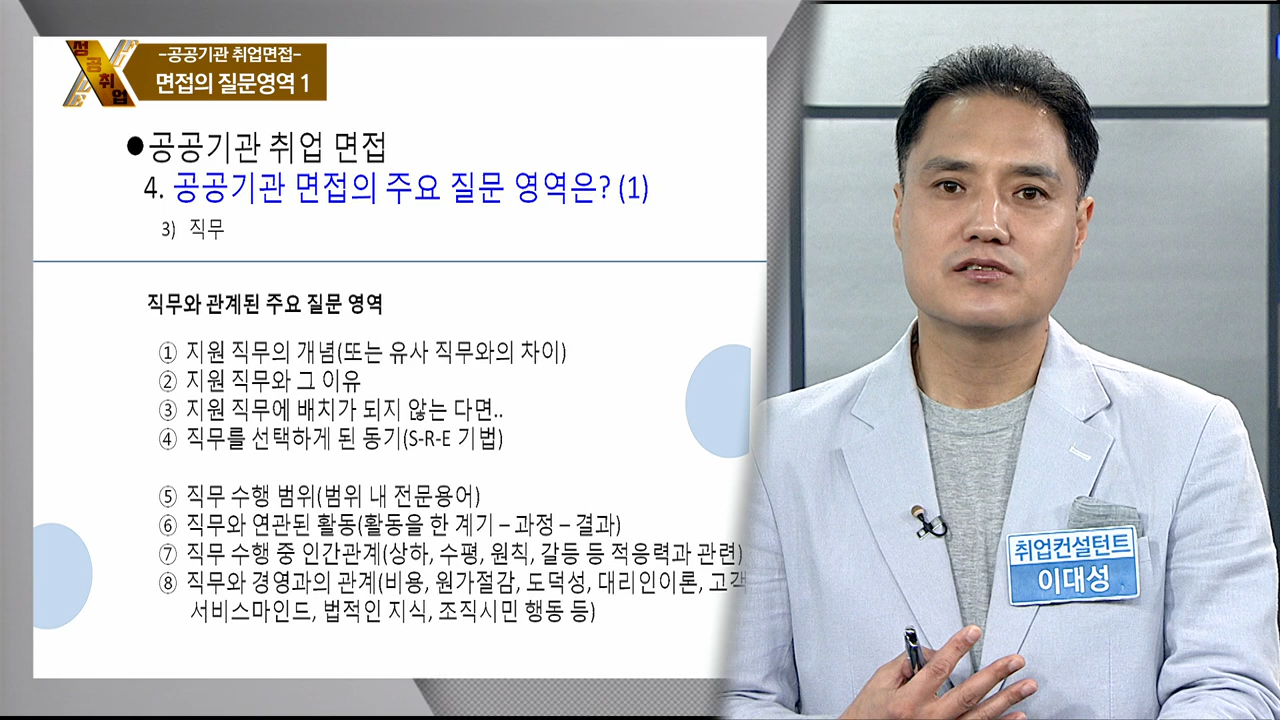 성공취업
-공공기관 취업면접-
면접의 질문영역 1
●공공기관 취업 면접
4. 공공기관 면접의 주요 질문 영역은? (1)
3) 직무
직무와 관계된 주요 질문 영역
① 지원 직무의 개념(또는 유사 직무와의 차이)
② 지원 직무와 그 이유
③ 지원 직무에 배치가 되지 않는 다면..
④ 직무를 선택하게 된 동기(S-R-E 기법)
⑤ 직무 수행 범위(범위 내 전문용어)
⑥ 직무와 연관된 활동(활동을 한 계기 – 과정 – 결과)
⑦ 직무 수행 중 인간관계(상하, 수평, 원칙, 갈등 등 적응력과 관련)
⑧ 직무와 경영과의 관계(비용, 원가절감, 도덕성, 대리인이론, 고객
서비스마인드, 법적인 지식, 조직시민 행동 등)
취업컨설턴트
이대성